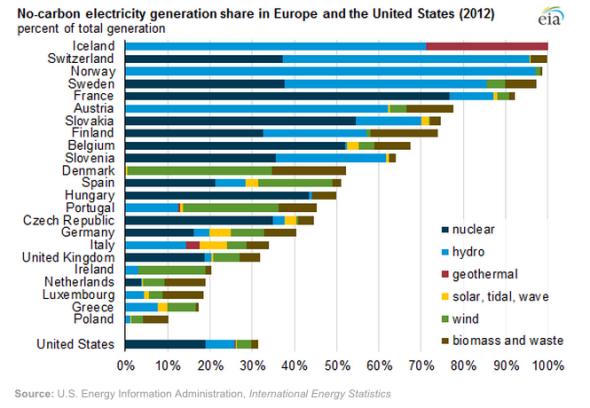 No-carbon electricity generation share in Europe and the United States (2012)
percent of total generation
eia
Iceland
Switzerland
Norway
Sweden
France
Austria
Slovakia
Finland
Belgium
Slovenia
Denmark
Spain
Hungary
Portugal
Czech Republic
Germany
Italy
United Kingdom
Ireland
Netherlands
Luxembourg
Greece
Poland
United States
nuclear
hydro
geothermal
solar, tidal, wave
wind
biomass and waste
0% 10% 20% 30% 40% 50% 60% 70% 80% 90% 100%
Source: U.S. Energy Information Administration, International Energy Statistics